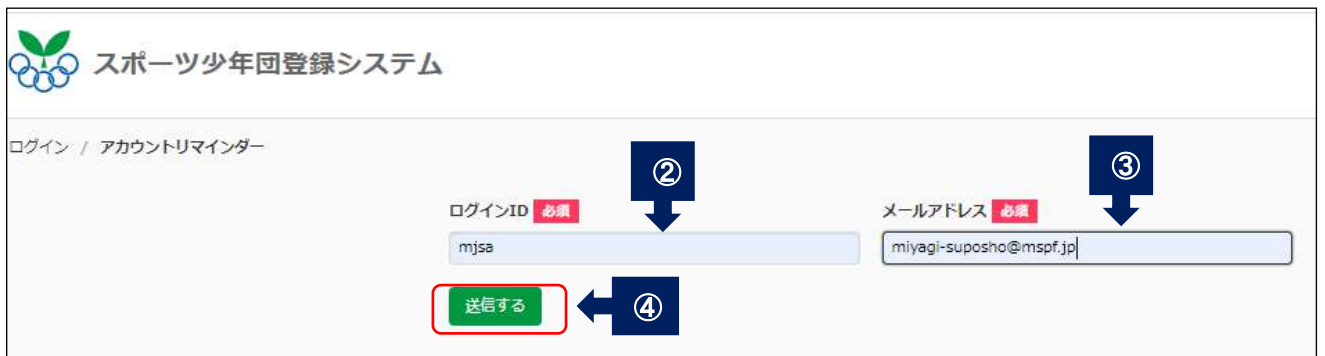 スポーツ少年団登録システム
ログイン / アカウントリマインダー
②
③
ログインID 必須
メールアドレス 必須
mjsa
miyagi-suposho@mspf.jp
送信する
④